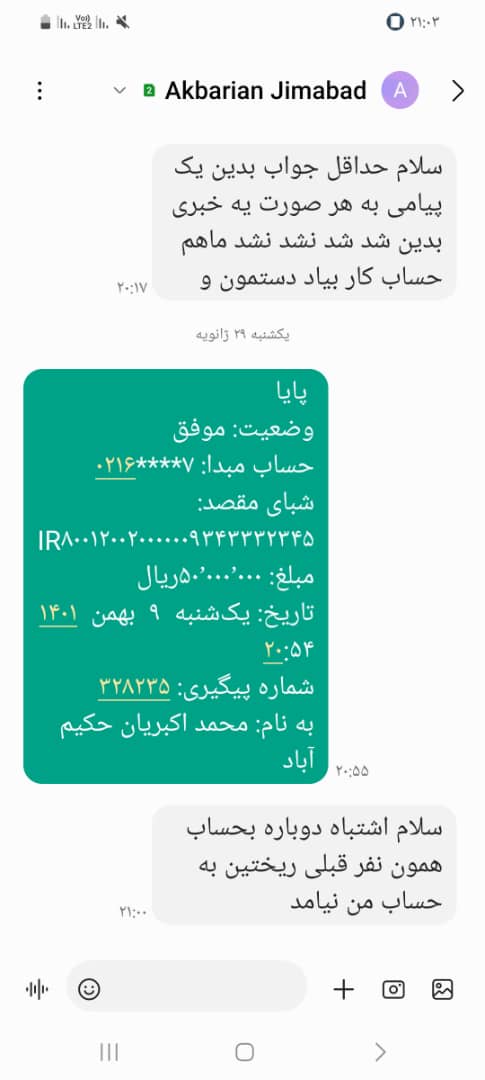 ۲۱:۰۳
Vo)) LTE2
Akbarian Jimabad
2
A
سلام حداقل جواب بدین یک
پیامی به هر صورت یه خبری
بدین شد شد نشد نشد ماهم
حساب کار بیاد دستمون و
۲۰:۱۷
یکشنبه ۲۹ ژانویه
پایا
وضعیت: موفق
حساب مبدا: ۷****۰۲۱۶
شبای مقصد:
IR۸۰۰۱۲۰۰۲۰۰۰۰۰۰۹۳۴۳۳۳۲۳۴۵
مبلغ: ۵۰٬۰۰۰٬۰۰۰ریال
تاریخ: یک‌شنبه ۹ بهمن ۱۴۰۱
۲۰:۵۴
شماره پیگیری: ۳۲۸۲۳۵
به نام: محمد اکبریان حکیم
آباد
۲۰:۵۵
سلام اشتباه دوباره بحساب
همون نفر قبلی ریختین به
حساب من نیامد
۲۱:۰۰